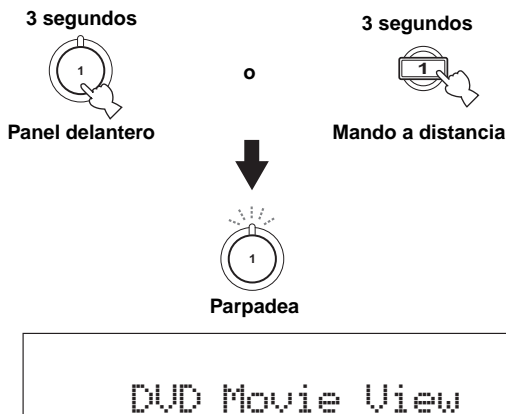 3 segundos
3 segundos
1
o
1
Panel delantero
Mando a distancia
1
Parpadea
DVD Movie View